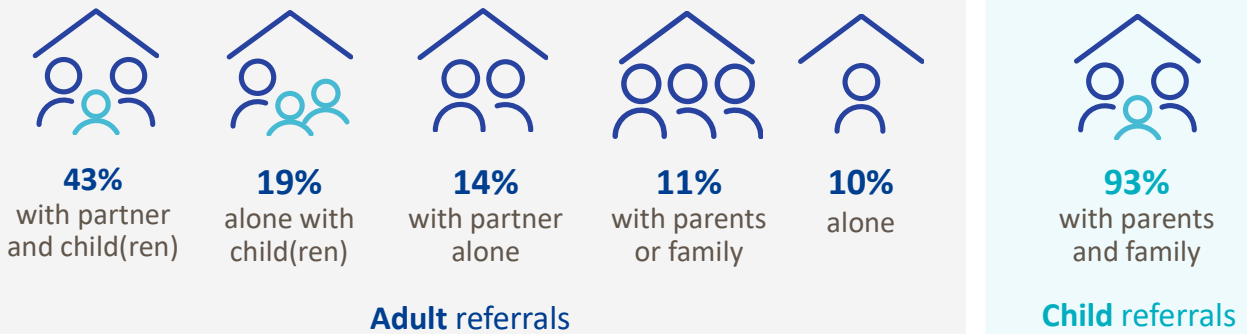 43%
with partner
and child(ren)
19%
alone with
child(ren)
14%
with partner
alone
11%
with parents
or family
10%
alone
Adult referrals
93%
with parents
and family
Child referrals